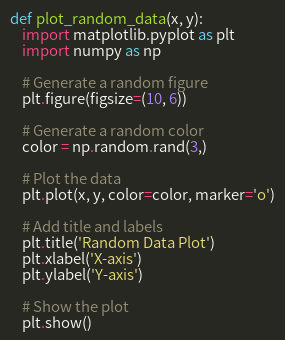 def plot_random_data(x, y):
    import matplotlib.pyplot as plt
    import numpy as np

    # Generate a random figure
    plt.figure(figsize=(10, 6))

    # Generate a random color
    color = np.random.rand(3,)

    # Plot the data
    plt.plot(x, y, color=color, marker='o')

    # Add title and labels
    plt.title('Random Data Plot')
    plt.xlabel('X-axis')
    plt.ylabel('Y-axis')

    # Show the plot
    plt.show()